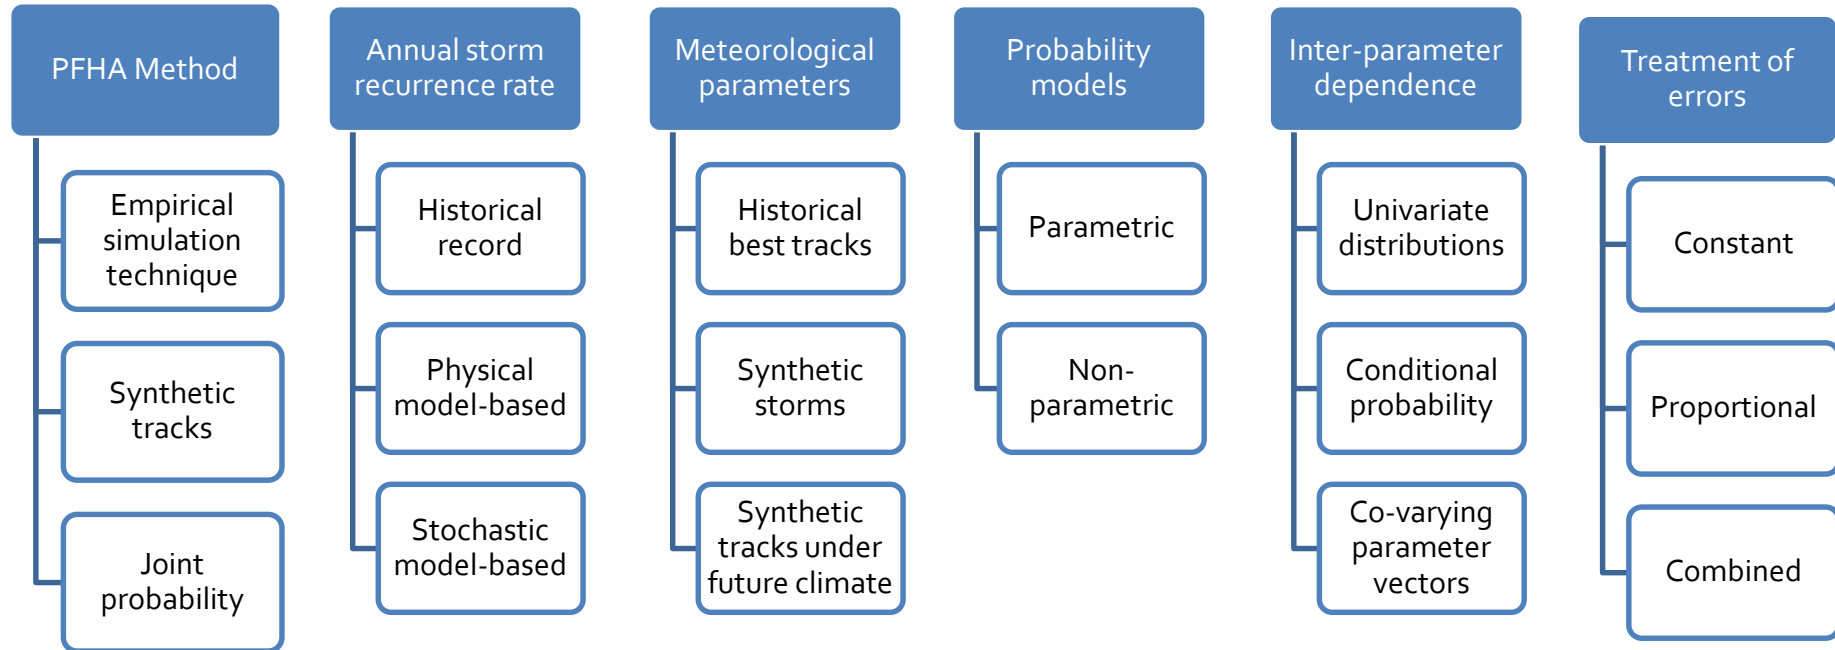 PFHA Method
Empirical
simulation
technique
Synthetic
tracks
Joint
probability
Annual storm
recurrence rate
Historical
record
Physical
model-based
Stochastic
model-based
Meteorological
parameters
Historical
best tracks
Synthetic
storms
Synthetic
tracks under
future climate
Probability
models
Parametric
Non-
parametric
Inter-parameter
dependence
Univariate
distributions
Conditional
probability
Co-varying
parameter
vectors
Treatment of
errors
Constant
Proportional
Combined